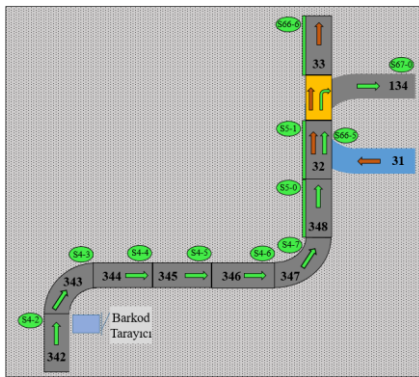 S66-6
33
S67-0
134
S5-1
S66-5
32
31
S5-0
348
S4-3
S4-4
S4-5
S4-6
S4-7
343
344
345
346
347
S4-2
342
Barkod
Tarayıcı